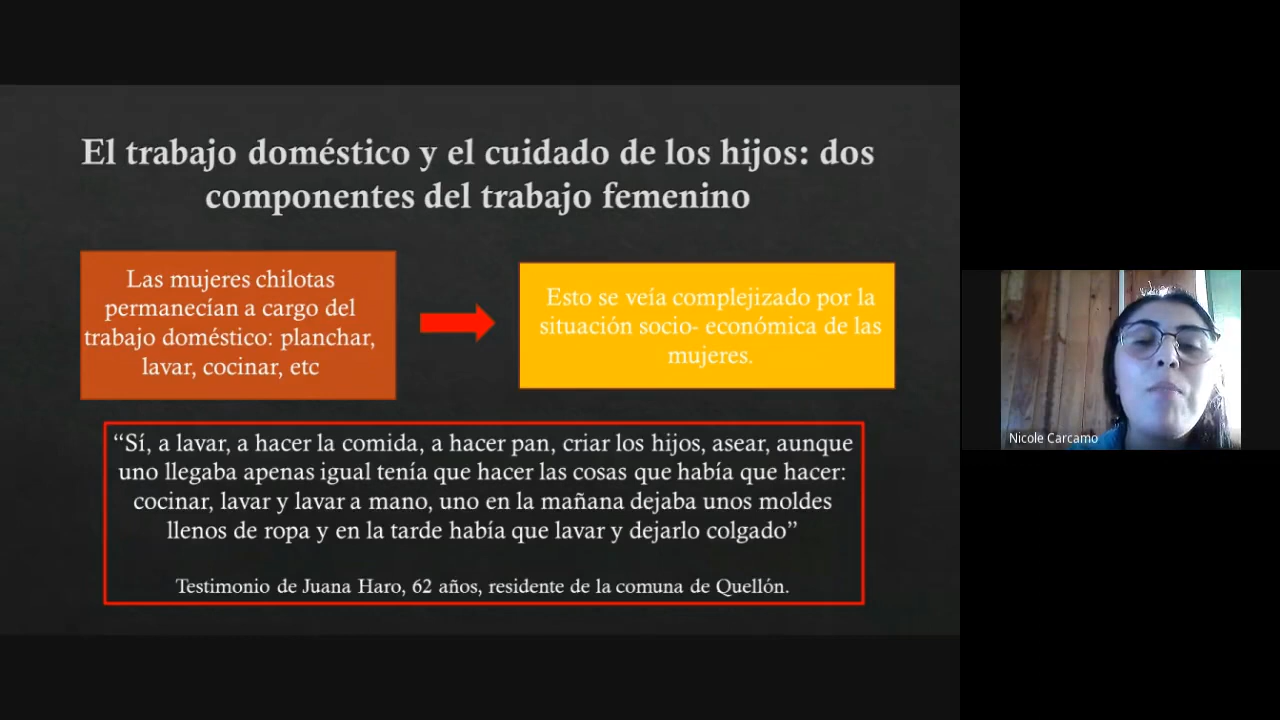 El trabajo doméstico y el cuidado de los hijos: dos
componentes del trabajo femenino
Las mujeres chilotas
permanecían a cargo del
trabajo doméstico: planchar,
lavar, cocinar, etc
Esto se veía complejizado por la
situación socio- económica de las
mujeres.
“Sí, a lavar, a hacer la comida, a hacer pan, criar los hijos, asear, aunque
uno llegaba apenas igual tenía que hacer las cosas que había que hacer:
cocinar, lavar y lavar a mano, uno en la mañana dejaba unos moldes
llenos de ropa y en la tarde había que lavar y dejarlo colgado”
Testimonio de Juana Haro, 62 años, residente de la comuna de Quellón.
Nicole Carcamo